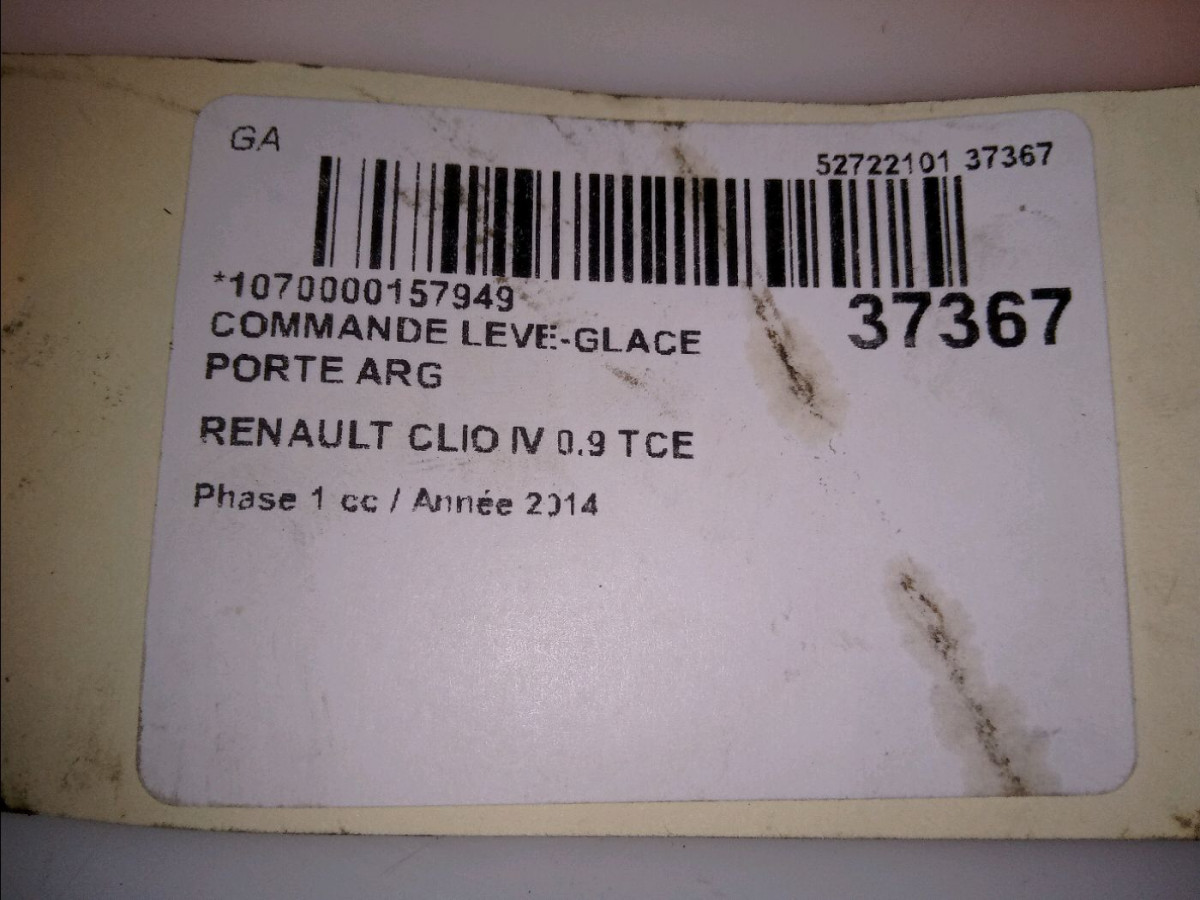 GA
52722101 37367
*1070000157949
37367
COMMANDE LEVE-GLACE
PORTE ARG
RENAULT CLIO IV 0.9 TCE
Phase 1 cc / Année 2014